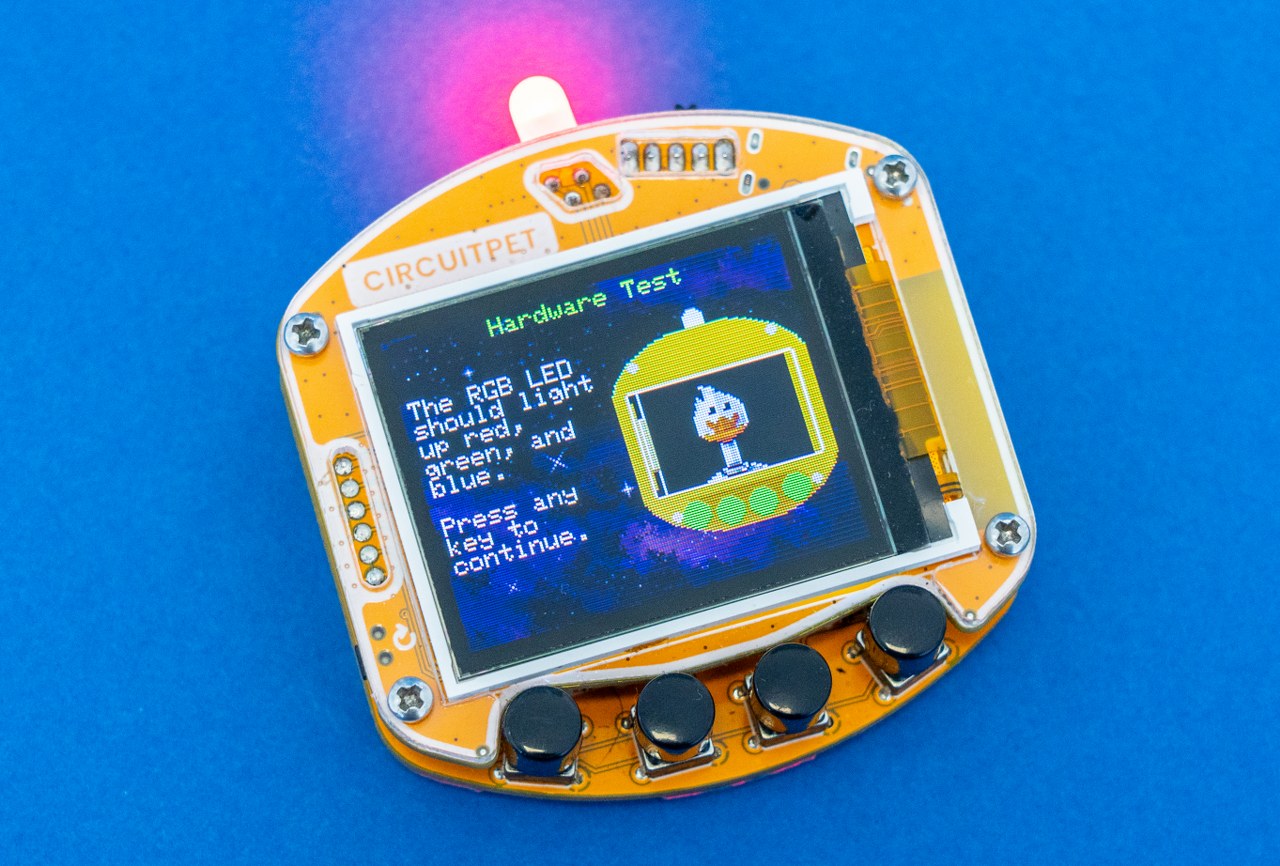 CIRCUITPET
Hardware Test
The RGB LED
should light
up red,
green, and
blue.
Press any
key to
continue.